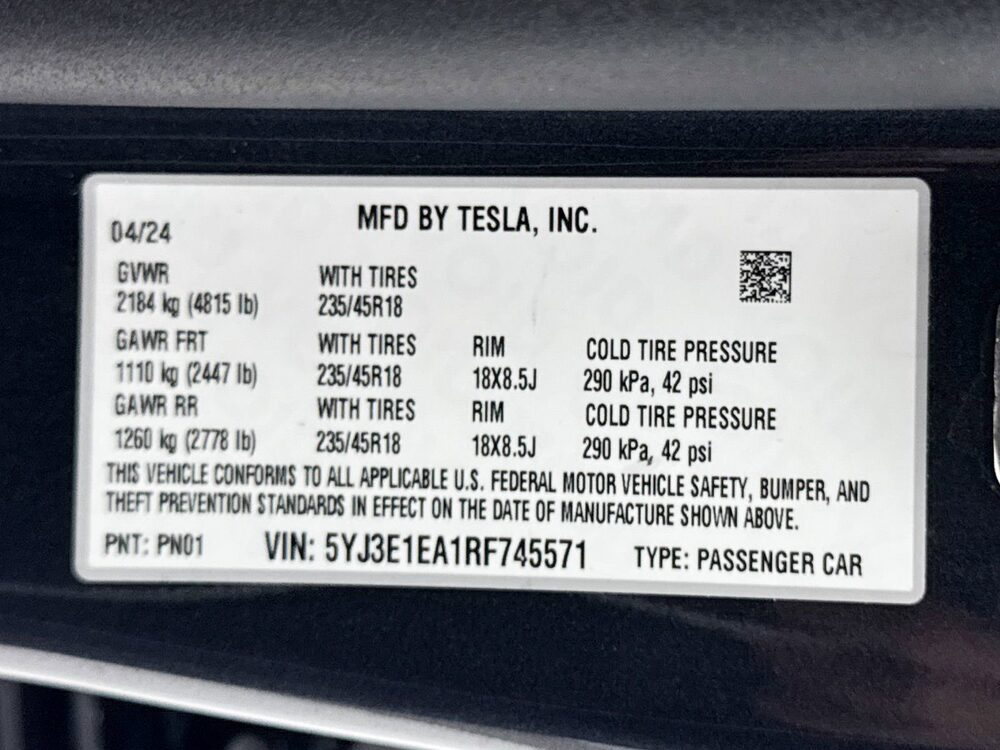 MFD BY TESLA, INC.
04/24
GVWR WITH TIRES
2184 kg (4815 lb) 235/45R18
GAWR FRT WITH TIRES RIM COLD TIRE PRESSURE
1110 kg (2447 lb) 235/45R18 18X8.5J 290 kPa, 42 psi
GAWR RR WITH TIRES RIM COLD TIRE PRESSURE
1260 kg (2778 lb) 235/45R18 18X8.5J 290 kPa, 42 psi
THIS VEHICLE CONFORMS TO ALL APPLICABLE U.S. FEDERAL MOTOR VEHICLE SAFETY, BUMPER, AND
THEFT PREVENTION STANDARDS IN EFFECT ON THE DATE OF MANUFACTURE SHOWN ABOVE.
PNT: PN01 VIN: 5YJ3E1EA1RF745571 TYPE: PASSENGER CAR